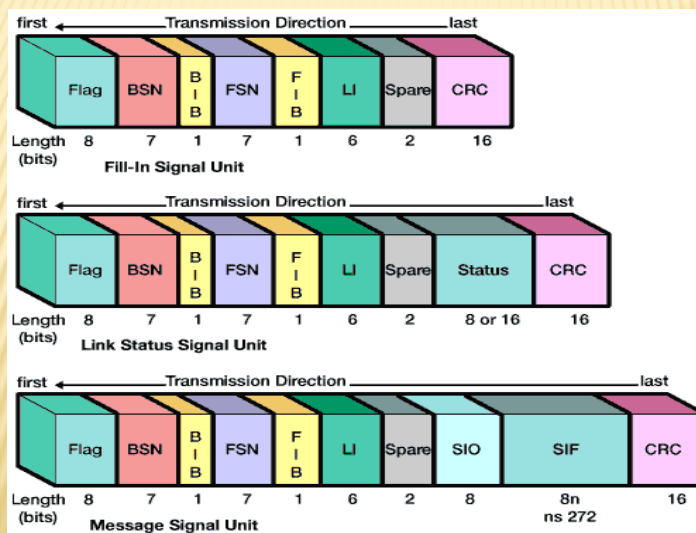 first Transmission Direction last
Flag BSN B I B FSN F I B LI Spare CRC
Length (bits) 8 7 1 7 1 6 2 16
Fill-In Signal Unit
first Transmission Direction last
Flag BSN B I B FSN F I B LI Spare Status CRC
Length (bits) 8 7 1 7 1 6 2 8 or 16 16
Link Status Signal Unit
first Transmission Direction last
Flag BSN B I B FSN F I B LI Spare SIO SIF CRC
Length (bits) 8 7 1 7 1 6 2 8 8n 16
ns 272
Message Signal Unit